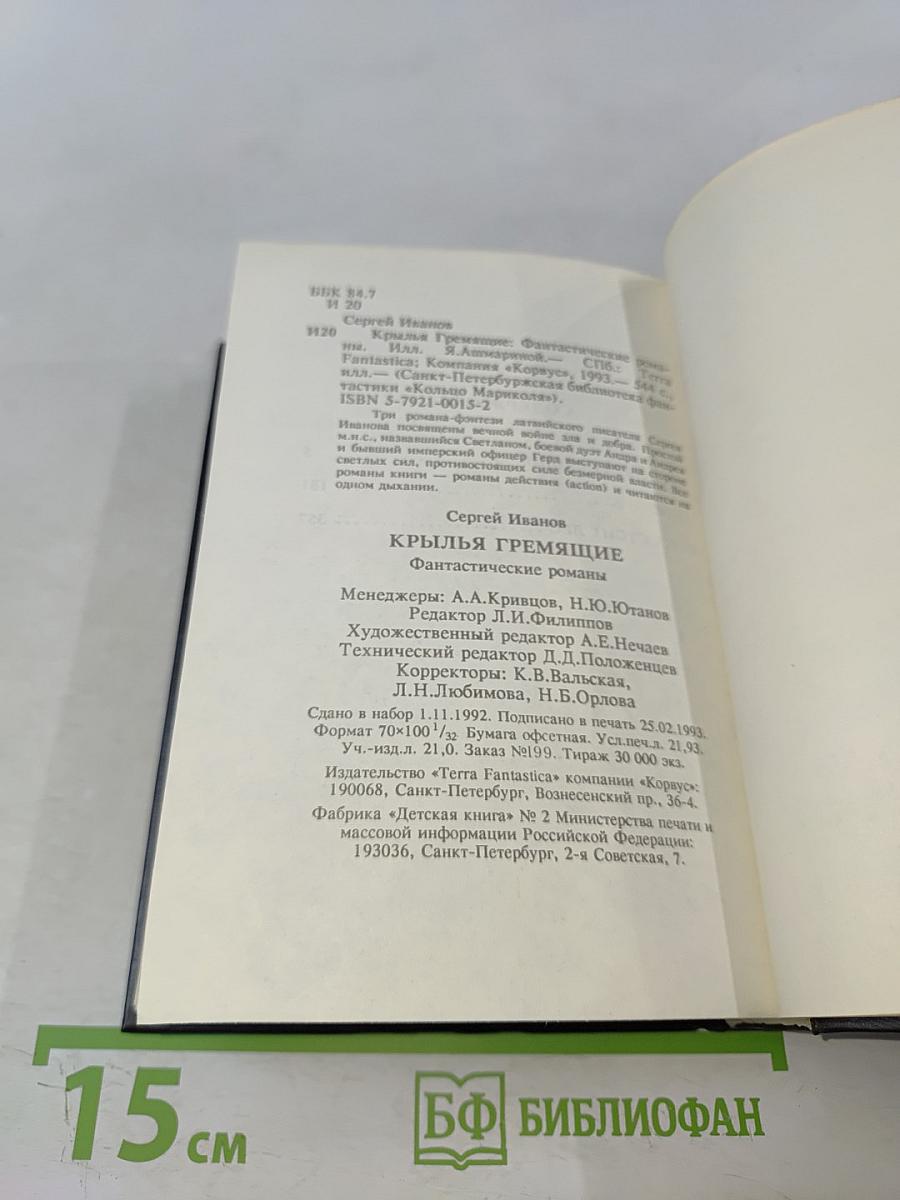 ББК 84.7
И 20
Сергей Иванов
И20 Крылья Гремящие: Фантастические рома-
ны. Илл. Я.Ашмариной.— СПб.: Terra
Fantastica; Компания «Корвус», 1993.— 544 с.,
илл.— (Санкт-Петербуржская библиотека фан-
тастики «Кольцо Мариколя»).
ISBN 5-7921-0015-2
Три романа-фэнтези латвийского писателя Сергея
Иванова посвящены вечной войне зла и добра. Простой
м.н.с., назвавшийся Светланом, боевой дуэт Андра и Андрея
и бывший имперский офицер Герд выступают на стороне
светлых сил, противостоящих силе безмерной власти. Все
романы книги — романы действия (action) и читаются на
одном дыхании.
Сергей Иванов
КРЫЛЬЯ ГРЕМЯЩИЕ
Фантастические романы
Менеджеры: А.А.Кривцов, Н.Ю.Ютанов
Редактор Л.И.Филиппов
Художественный редактор А.Е.Нечаев
Технический редактор Д.Д.Положенцев
Корректоры: К.В.Вальская,
Л.Н.Любимова, Н.Б.Орлова
Сдано в набор 1.11.1992. Подписано в печать 25.02.1993.
Формат 70×100 1/32 Бумага офсетная. Усл.печ.л. 21,93.
Уч.-изд.л. 21,0. Заказ №199. Тираж 30 000 экз.
Издательство «Terra Fantastica» компании «Корвус»:
190068, Санкт-Петербург, Вознесенский пр., 36-4.
Фабрика «Детская книга» № 2 Министерства печати и
массовой информации Российской Федерации:
193036, Санкт-Петербург, 2-я Советская, 7.
15 см
БФ БИБЛИОФАН